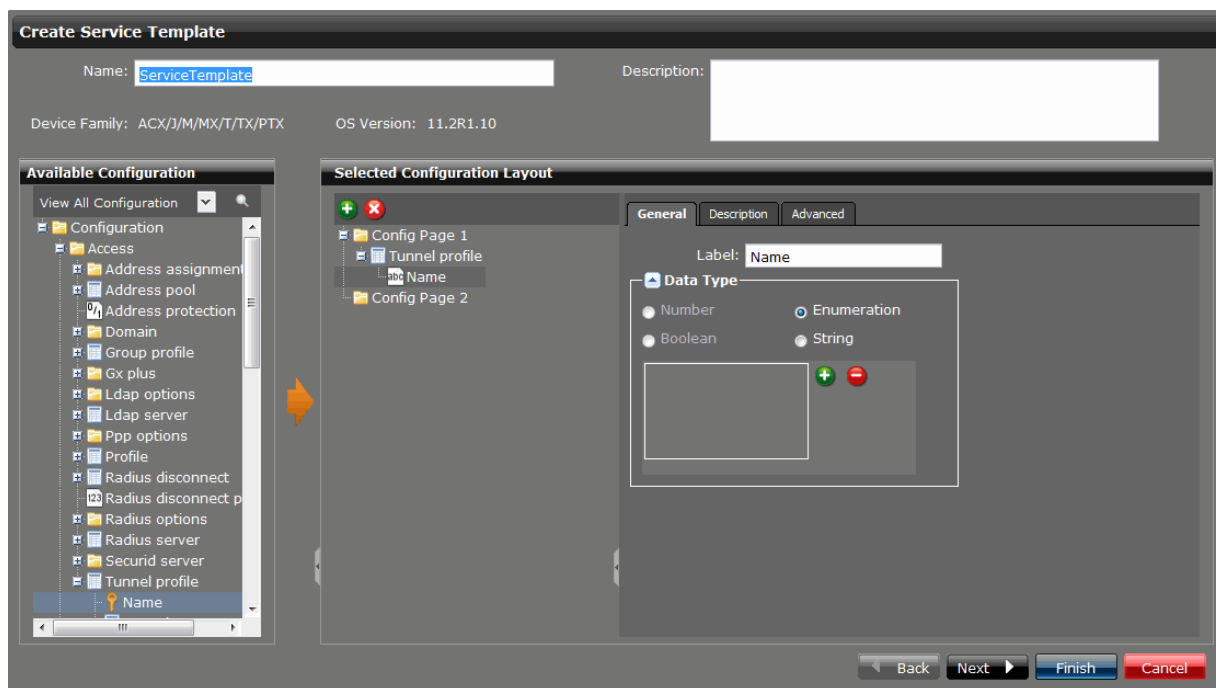 Create Service Template
Name: ServiceTemplate
Description:
Device Family: ACX/J/M/MX/T/TX/PTX OS Version: 11.2R1.10
Available Configuration
View All Configuration
Configuration
Access
Address assignment
Address pool
0/1 Address protection
Domain
Group profile
Gx plus
Ldap options
Ldap server
Ppp options
Profile
Radius disconnect
123 Radius disconnect p
Radius options
Radius server
Securid server
Tunnel profile
Name
Selected Configuration Layout
Config Page 1
Tunnel profile
abc Name
Config Page 2
General Description Advanced
Label: Name
Data Type
Number Enumeration
Boolean String
Back Next Finish Cancel